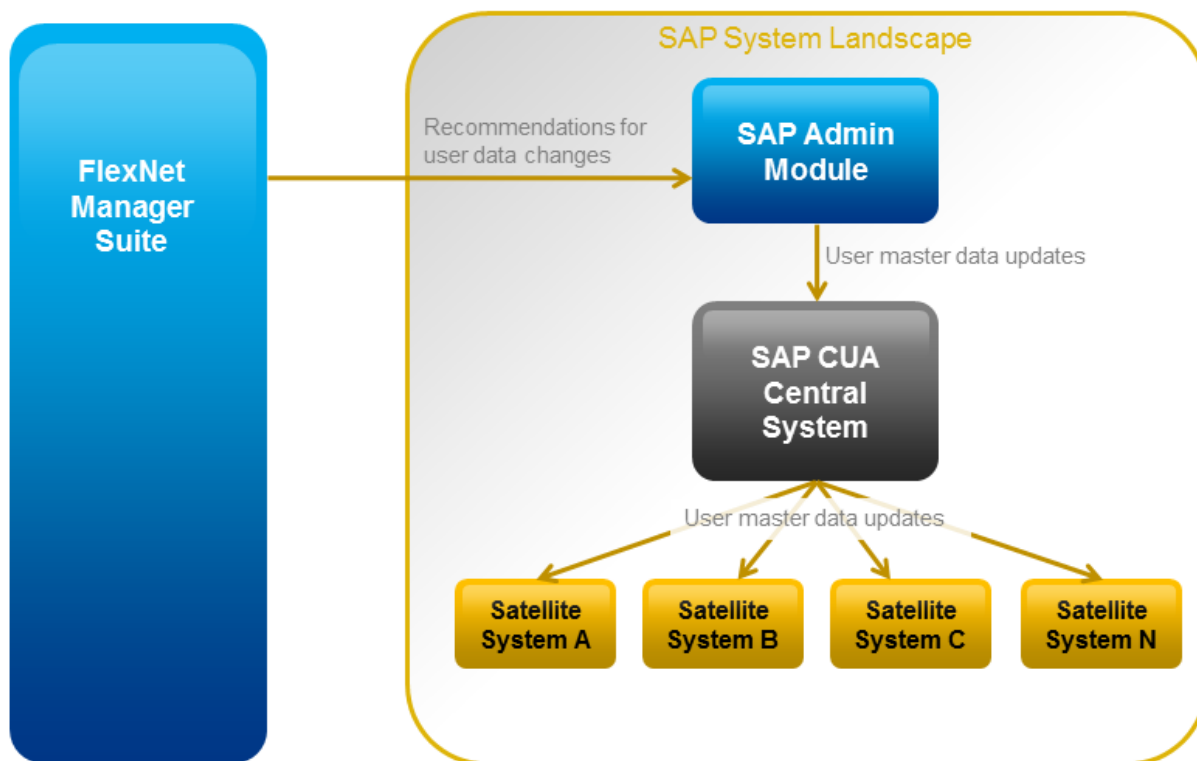 SAP System Landscape
FlexNet
Manager
Suite
Recommendations for
user data changes
SAP Admin
Module
User master data updates
SAP CUA
Central
System
User master data updates
Satellite
System A
Satellite
System B
Satellite
System C
Satellite
System N